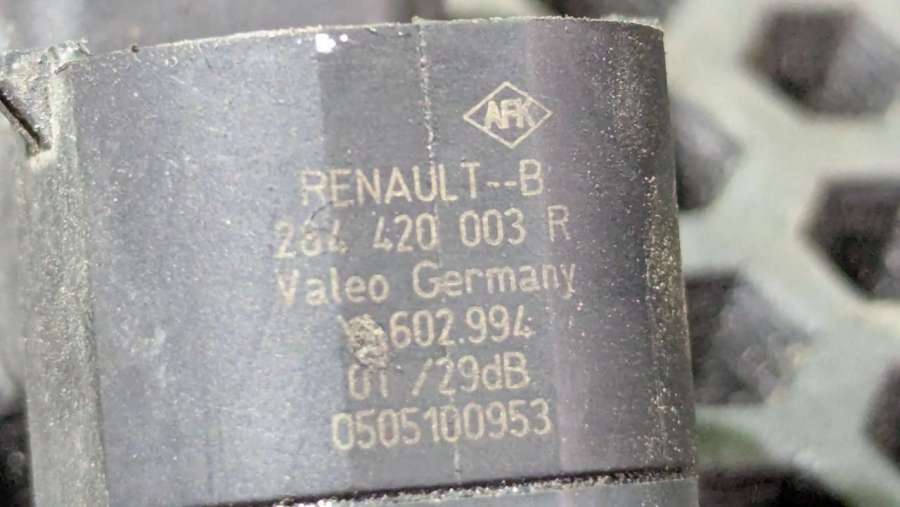 AFK
RENAULT--B
284 420 003 R
Valeo Germany
602.994
01 /29dB
0505100953